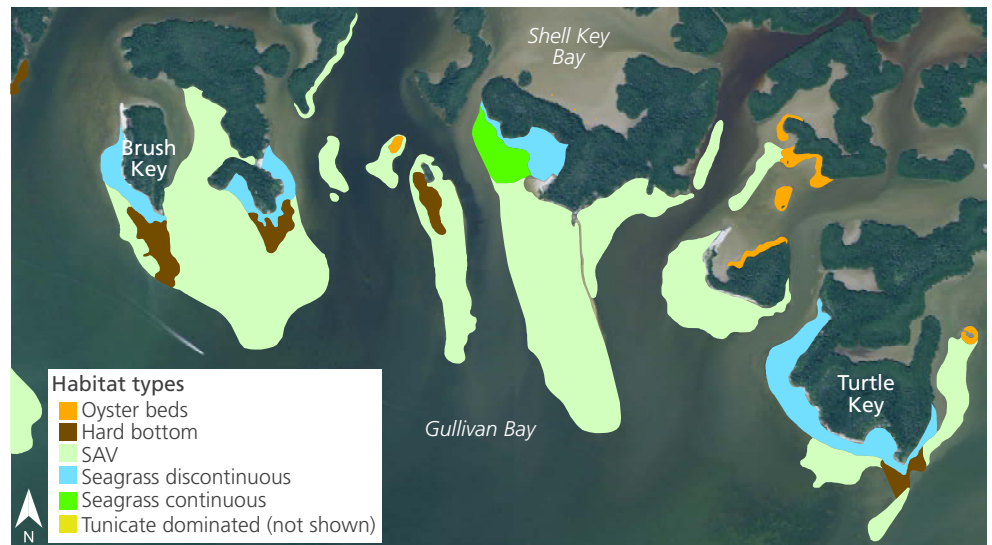 Shell Key
Bay
Brush
Key
Turtle
Key
Gullivan Bay
Habitat types
Oyster beds
Hard bottom
SAV
Seagrass discontinuous
Seagrass continuous
Tunicate dominated (not shown)
N